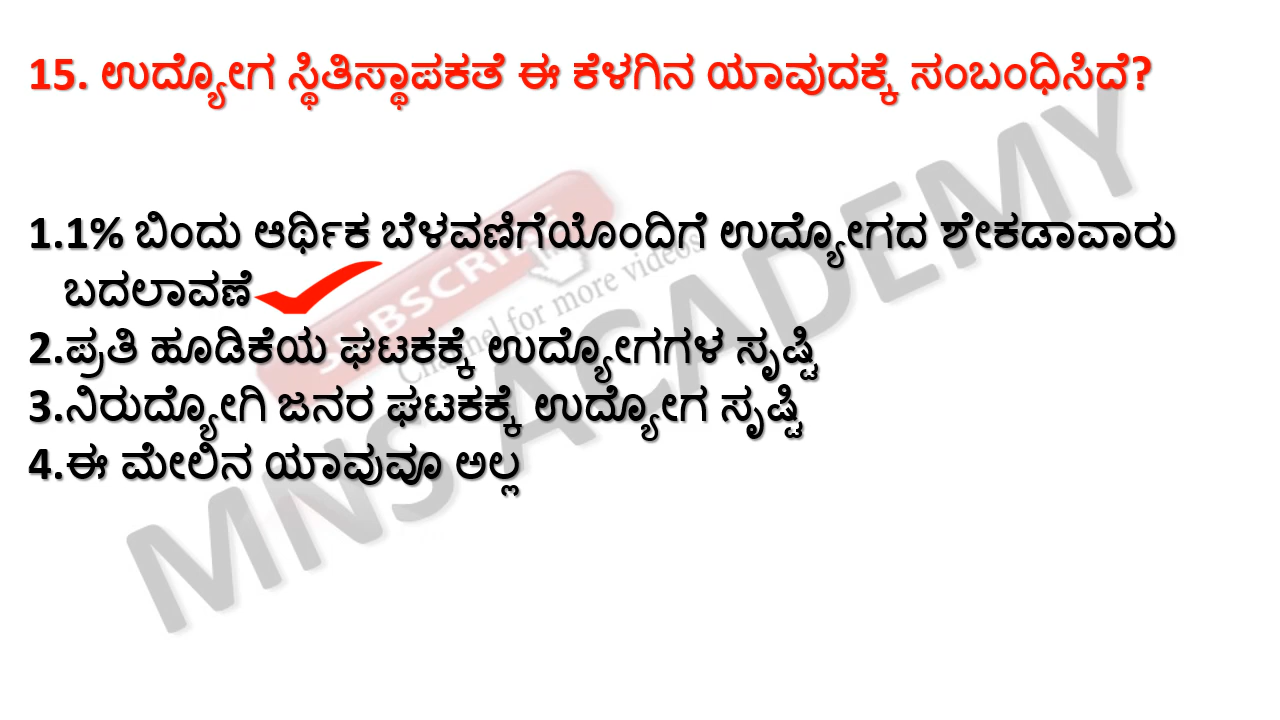 15. ಉದ್ಯೋಗ ಸ್ಥಿತಿಸ್ಥಾಪಕತೆ ಈ ಕೆಳಗಿನ ಯಾವುದಕ್ಕೆ ಸಂಬಂಧಿಸಿದೆ?
1.1% ಬಿಂದು ಆರ್ಥಿಕ ಬೆಳವಣಿಗೆಯೊಂದಿಗೆ ಉದ್ಯೋಗದ ಶೇಕಡಾವಾರು
ಬದಲಾವಣೆ
2.ಪ್ರತಿ ಹೂಡಿಕೆಯ ಘಟಕಕ್ಕೆ ಉದ್ಯೋಗಗಳ ಸೃಷ್ಟಿ
3.ನಿರುದ್ಯೋಗಿ ಜನರ ಘಟಕಕ್ಕೆ ಉದ್ಯೋಗ ಸೃಷ್ಟಿ
4.ಈ ಮೇಲಿನ ಯಾವುವೂ ಅಲ್ಲ
SUBSCRIBE
Channel for more videos
MNS ACADEMY